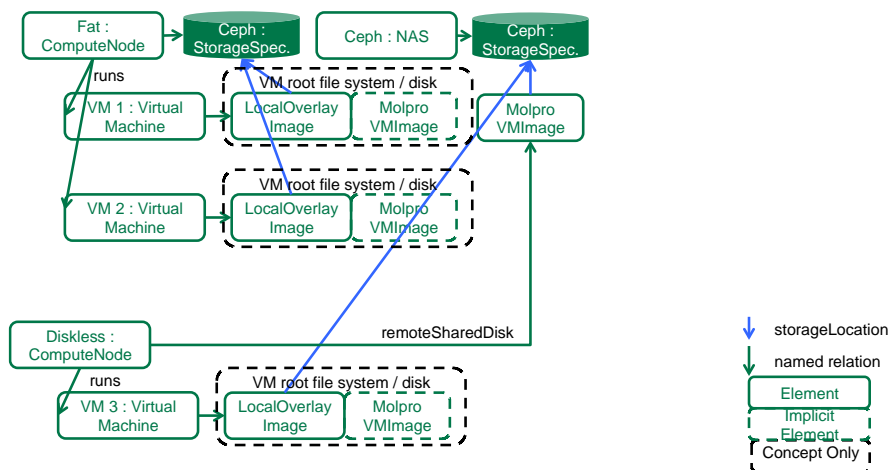 Fat :
ComputeNode
Ceph :
StorageSpec.
Ceph : NAS
Ceph :
StorageSpec.
runs
VM root file system / disk
VM 1 : Virtual
Machine
LocalOverlay
Image
Molpro
VMImage
Molpro
VMImage
VM root file system / disk
VM 2 : Virtual
Machine
LocalOverlay
Image
Molpro
VMImage
Diskless :
ComputeNode
remoteSharedDisk
runs
VM root file system / disk
VM 3 : Virtual
Machine
LocalOverlay
Image
Molpro
VMImage
storageLocation
named relation
Element
Implicit
Element
Concept Only